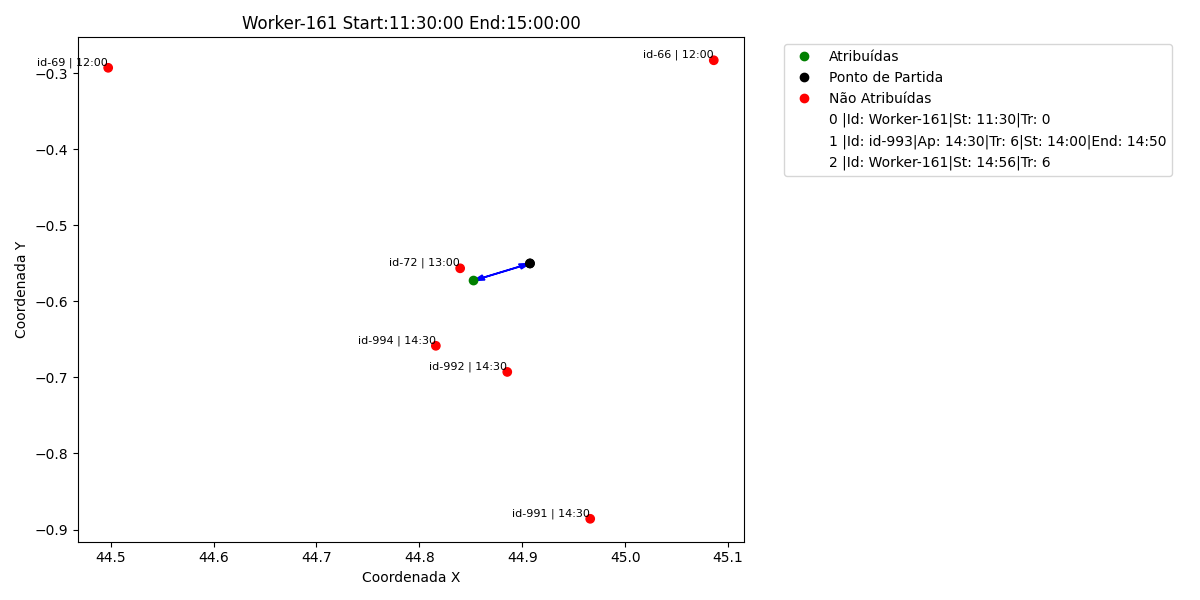 Worker-161 Start:11:30:00 End:15:00:00
id-69 | 12:00
id-66 | 12:00
id-72 | 13:00
id-994 | 14:30
id-992 | 14:30
id-991 | 14:30
−0.3
−0.4
−0.5
−0.6
−0.7
−0.8
−0.9
Coordenada Y
44.5 44.6 44.7 44.8 44.9 45.0 45.1
Coordenada X
Atribuídas
Ponto de Partida
Não Atribuídas
0 |Id: Worker-161|St: 11:30|Tr: 0
1 |Id: id-993|Ap: 14:30|Tr: 6|St: 14:00|End: 14:50
2 |Id: Worker-161|St: 14:56|Tr: 6